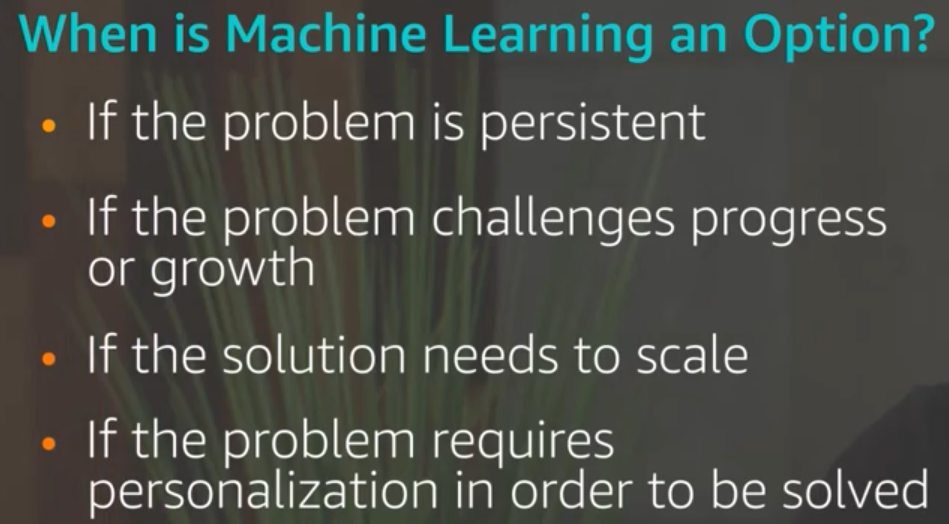 When is Machine Learning an Option?
• If the problem is persistent
• If the problem challenges progress
or growth
• If the solution needs to scale
• If the problem requires
personalization in order to be solved